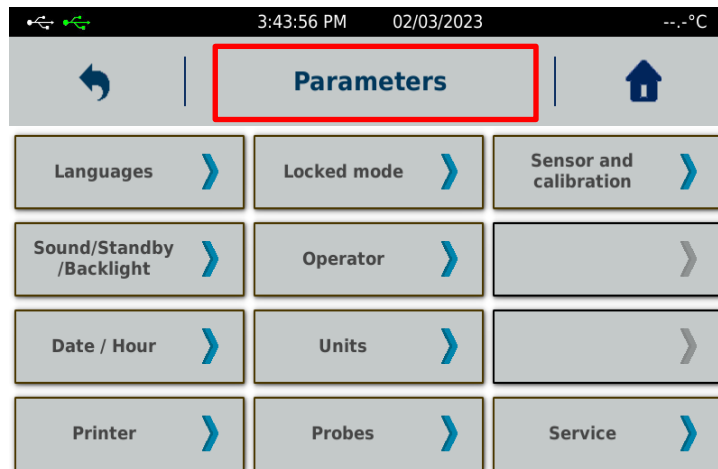 3:43:56 PM 02/03/2023 --.-°C
Parameters
Languages
Locked mode
Sensor and
calibration
Sound/Standby
/Backlight
Operator
Date / Hour
Units
Printer
Probes
Service